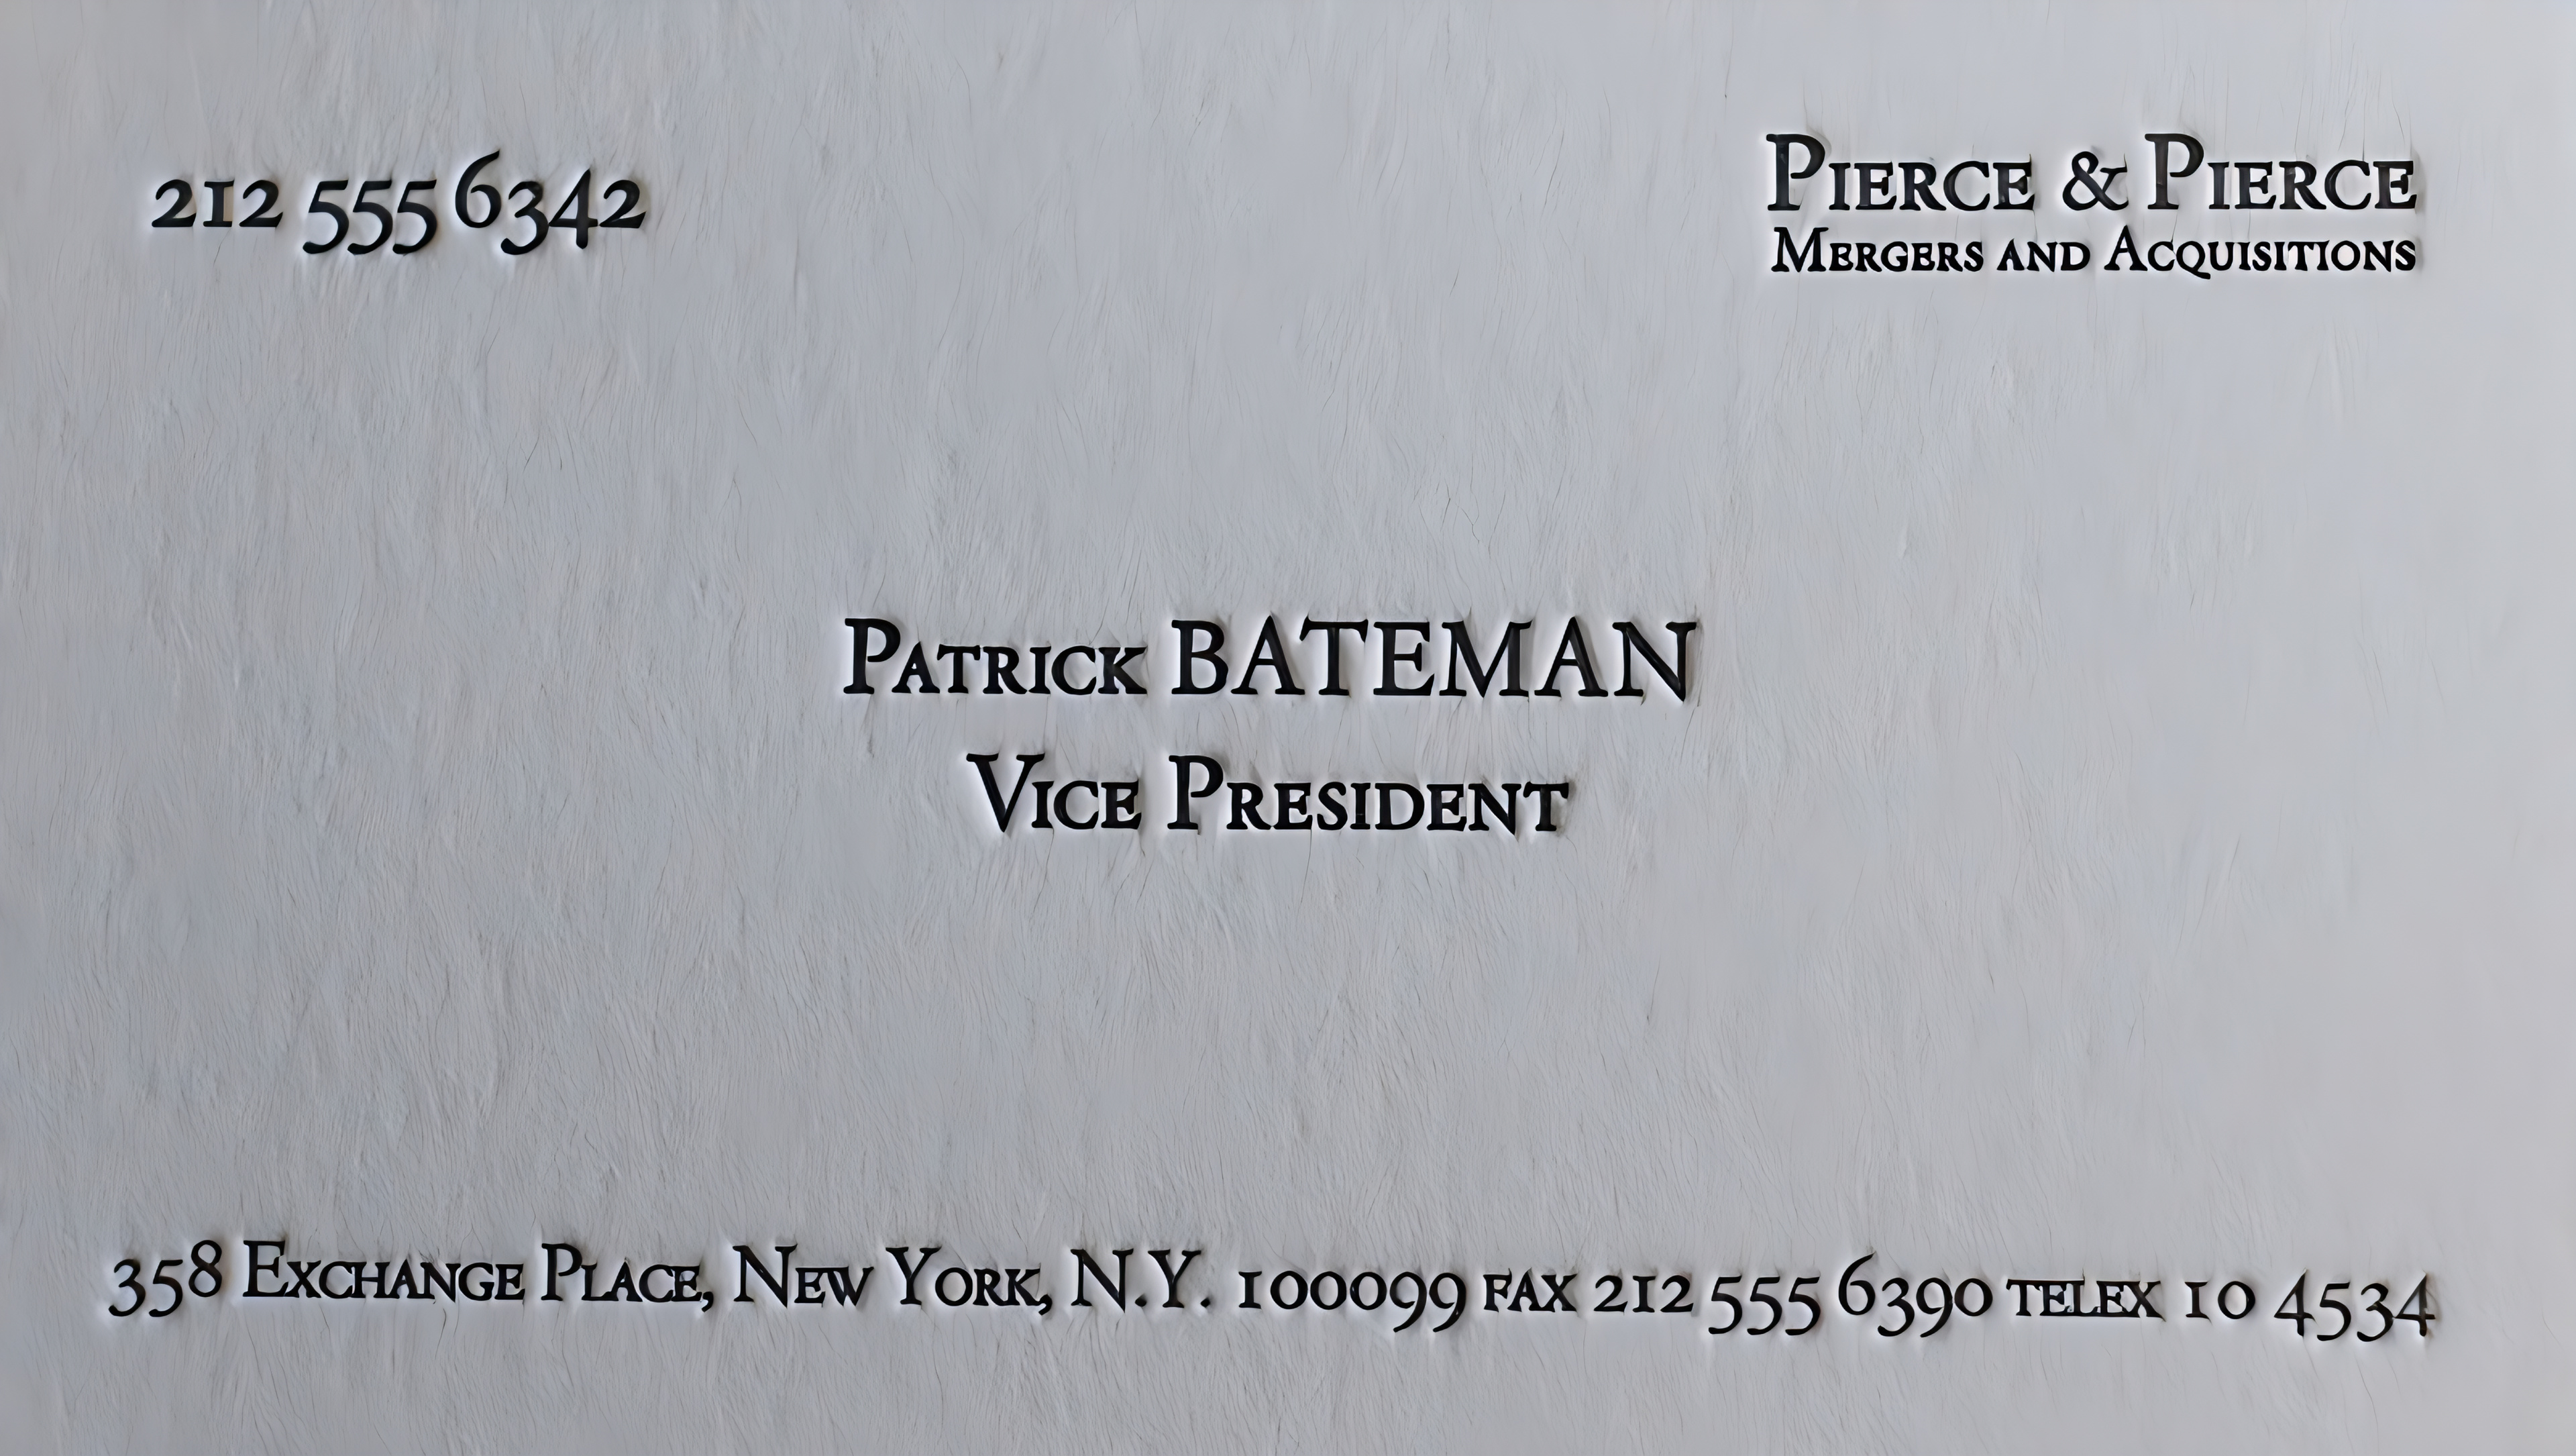 212 555 6342
Pierce & Pierce
Mergers and Acquisitions
Patrick BATEMAN
Vice President
358 Exchange Place, New York, N.Y. 100099 FAX 212 555 6390 TELEX 10 4534